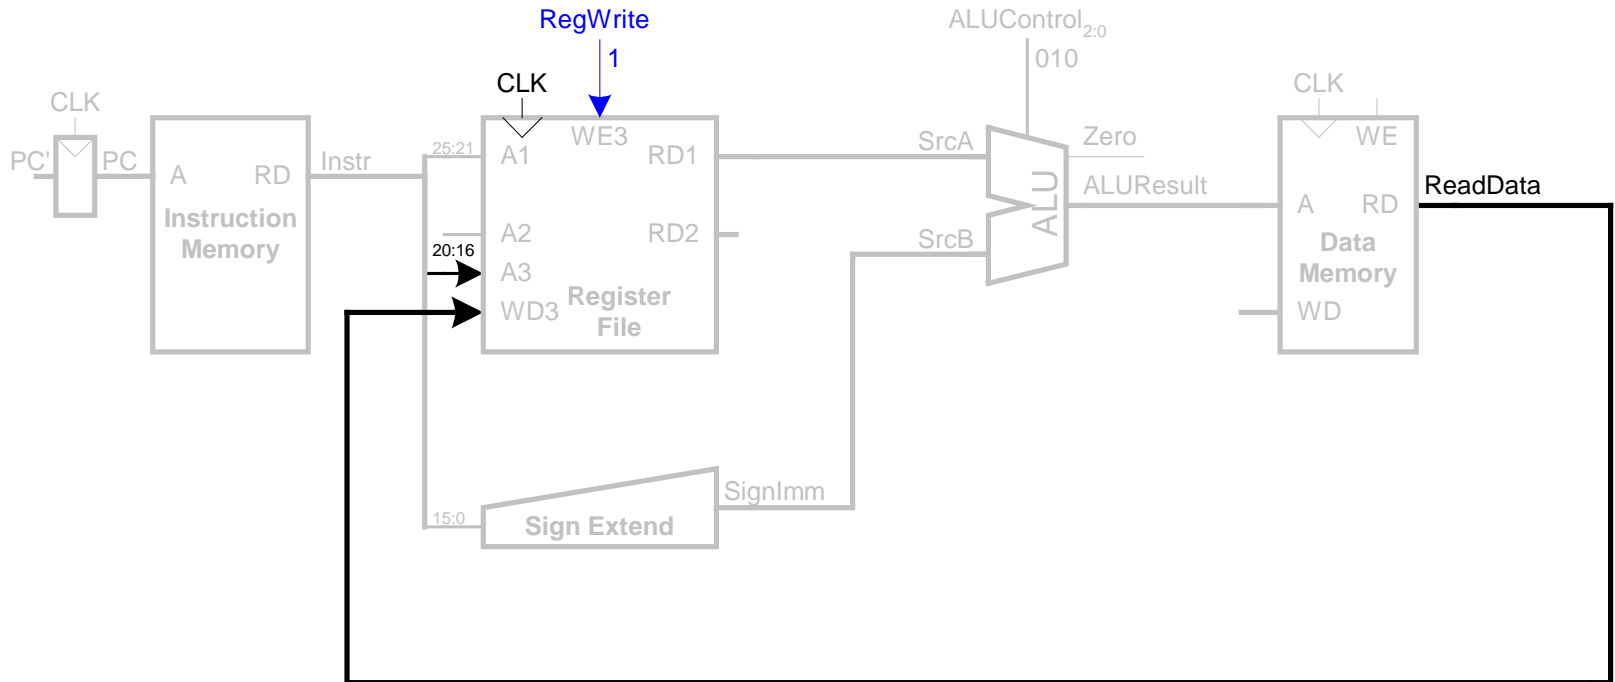 RegWrite
1
ALUControl2:0
010
CLK
CLK
CLK
PC'
PC
A
RD
Instruction
Memory
Instr
25:21
A1
WE3
RD1
A2
RD2
20:16
A3
WD3
Register
File
SrcA
SrcB
ALU
Zero
ALUResult
WE
A
RD
Data
Memory
WD
ReadData
15:0
Sign Extend
SignImm